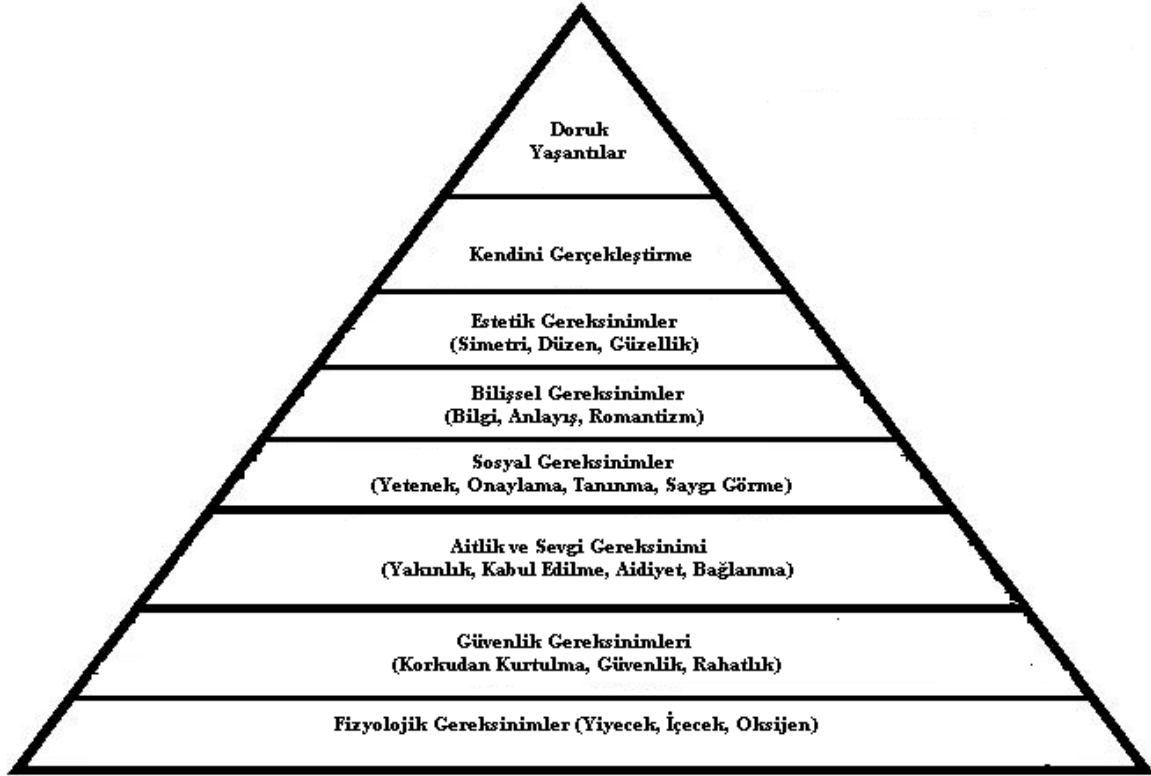 Doruk
Yaşantılar
Kendini Gerçekleştirme
Estetik Gereksinimler
(Simetri, Düzen, Güzellik)
Bilişsel Gereksinimler
(Bilgi, Anlayış, Romantizm)
Sosyal Gereksinimler
(Yetenek, Onaylama, Tanınma, Saygı Görme)
Aitlik ve Sevgi Gereksinimi
(Yakınlık, Kabul Edilme, Aidiyet, Bağlanma)
Güvenlik Gereksinimleri
(Korkudan Kurtulma, Güvenlik, Rahatlık)
Fizyolojik Gereksinimler (Yiyecek, İçecek, Oksijen)